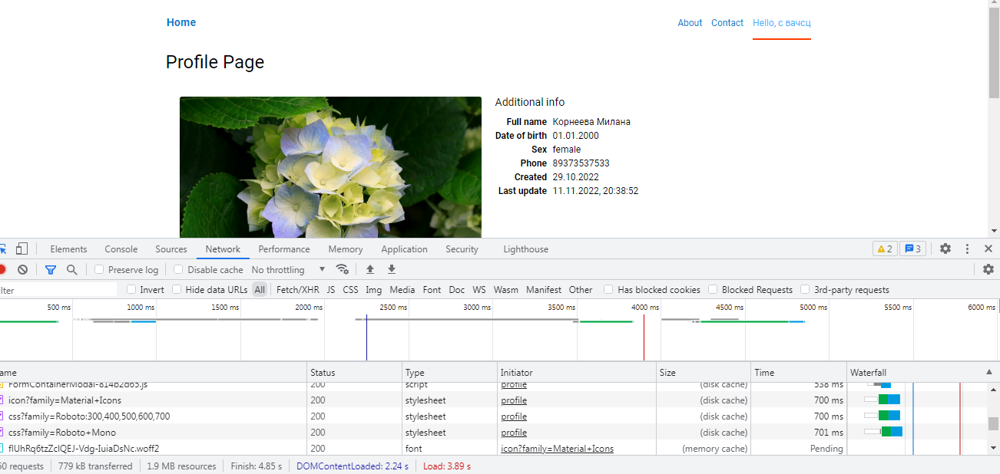 Home About Contact Hello, с вачсц
Profile Page
Additional info
Full name Корнеева Милана
Date of birth 01.01.2000
Sex female
Phone 89373537533
Created 29.10.2022
Last update 11.11.2022, 20:38:52
Elements Console Sources Network Performance Memory Application Security Lighthouse 2 3
Preserve log Disable cache No throttling
lter Invert Hide data URLs All Fetch/XHR JS CSS Img Media Font Doc WS Wasm Manifest Other Has blocked cookies Blocked Requests 3rd-party requests
500 ms 1000 ms 1500 ms 2000 ms 2500 ms 3000 ms 3500 ms 4000 ms 4500 ms 5000 ms 5500 ms 6000 ms
ame Status Type Initiator Size Time Waterfall
FormContainerModal-814b2d65.js 200 script profile (disk cache) 538 ms
icon?family=Material+Icons 200 stylesheet profile (disk cache) 700 ms
css?family=Roboto:300,400,500,600,700 200 stylesheet profile (disk cache) 700 ms
css?family=Roboto+Mono 200 stylesheet profile (disk cache) 701 ms
flUhRq6tzZclQEJ-Vdg-IuiaDsNc.woff2 200 font icon?family=Material+Icons (memory cache) Pending
50 requests 779 kB transferred 1.9 MB resources Finish: 4.85 s DOMContentLoaded: 2.24 s Load: 3.89 s